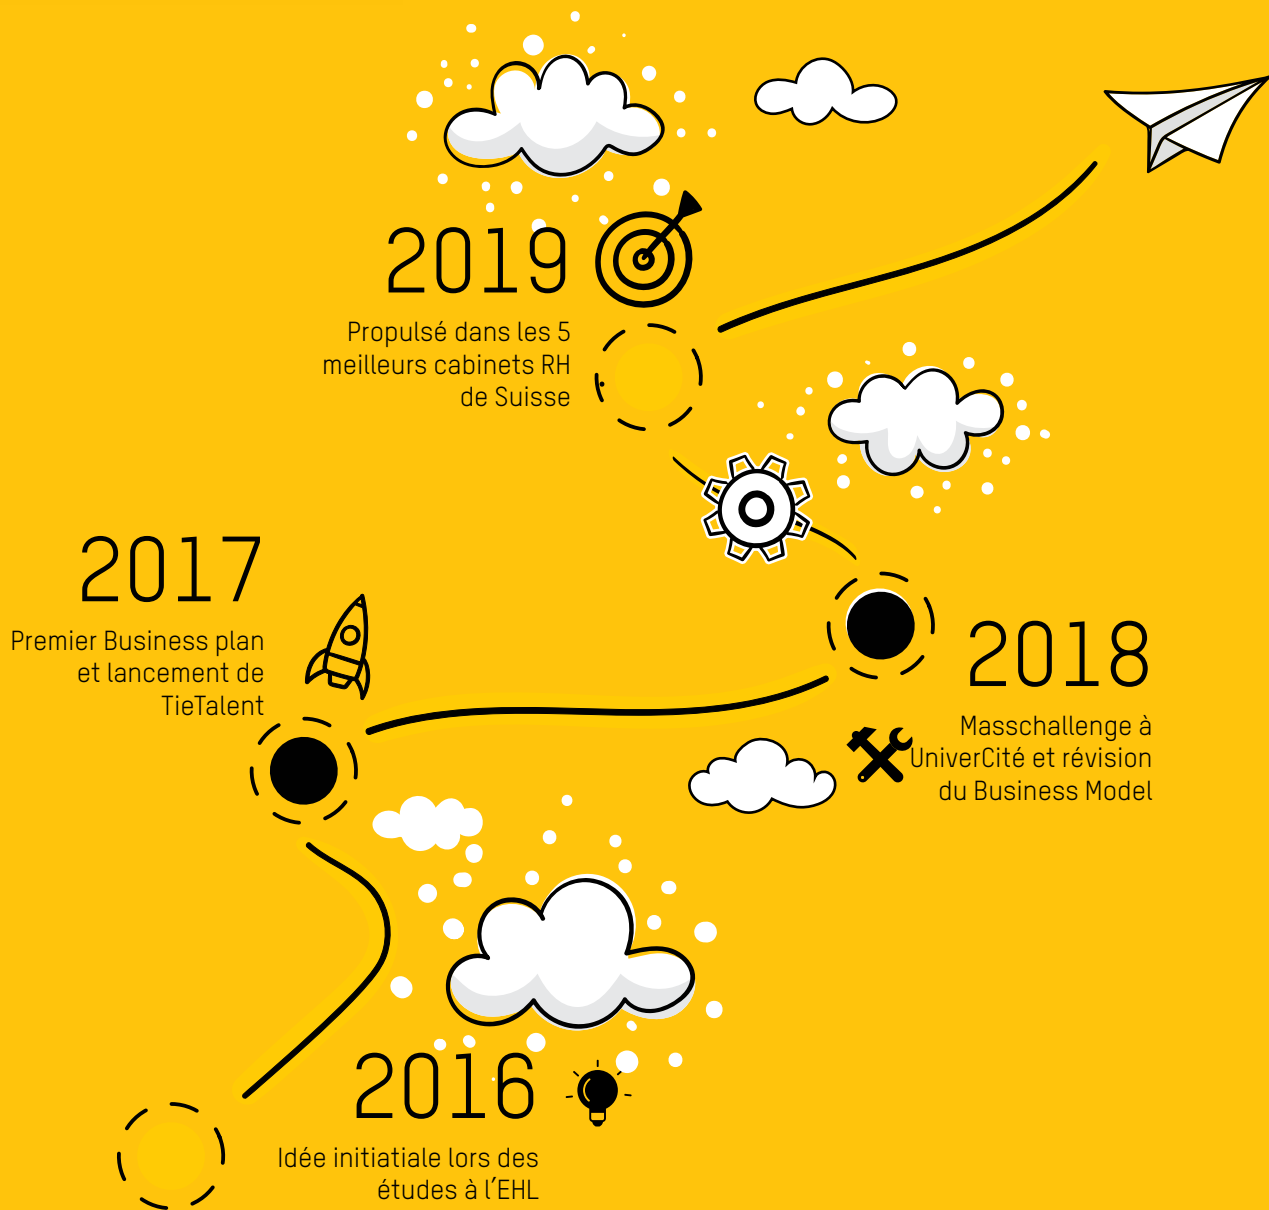 2019
Propulsé dans les 5
meilleurs cabinets RH
de Suisse
2017
Premier Business plan
et lancement de
TieTalent
2018
Masschallenge à
UniverCité et révision
du Business Model
2016
Idée initiatiale lors des
études à l'EHL